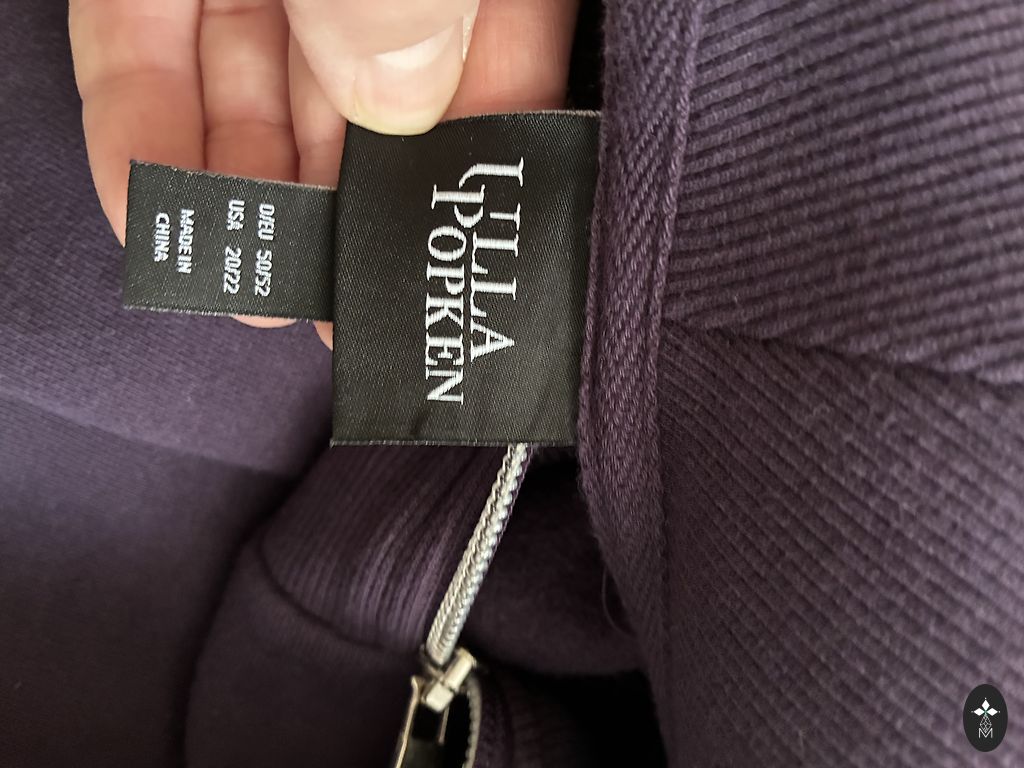 ULLA
POPKEN
D/EU 50/52
USA 20/22
MADE IN
CHINA
M